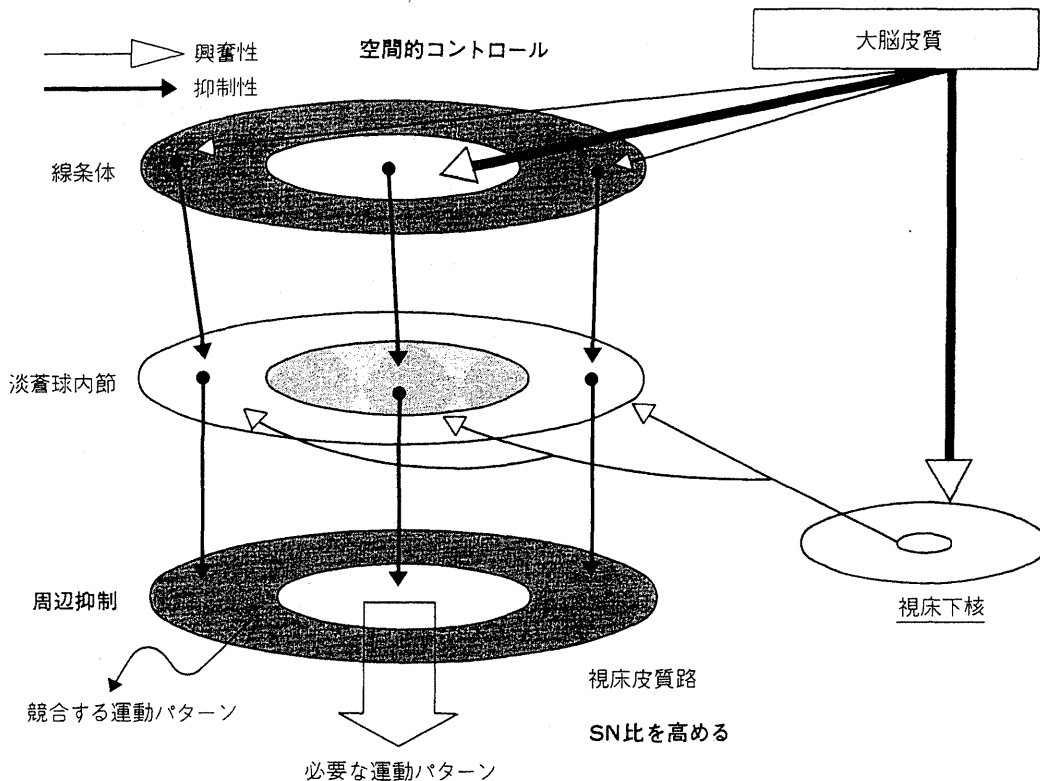 興奮性
空間的コントロール
大脳皮質
抑制性
線条体
淡蒼球内節
周辺抑制
視床下核
視床皮質路
競合する運動パターン
SN比を高める
必要な運動パターン